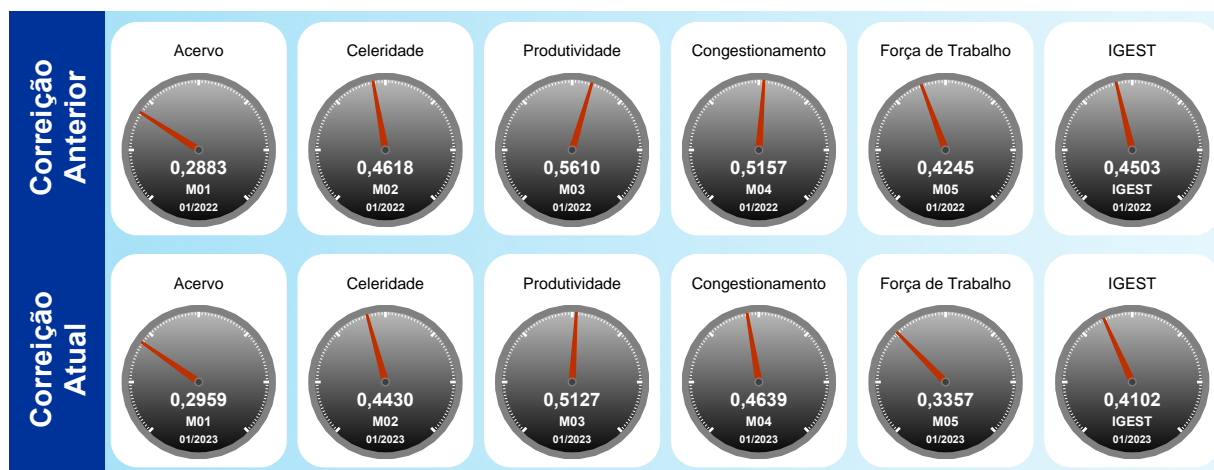 Correição
Anterior
Acervo
0,2883
M01
01/2022
Celeridade
0,4618
M02
01/2022
Produtividade
0,5610
M03
01/2022
Congestionamento
0,5157
M04
01/2022
Força de Trabalho
0,4245
M05
01/2022
IGEST
0,4503
IGEST
01/2022
Correição
Atual
Acervo
0,2959
M01
01/2023
Celeridade
0,4430
M02
01/2023
Produtividade
0,5127
M03
01/2023
Congestionamento
0,4639
M04
01/2023
Força de Trabalho
0,3357
M05
01/2023
IGEST
0,4102
IGEST
01/2023